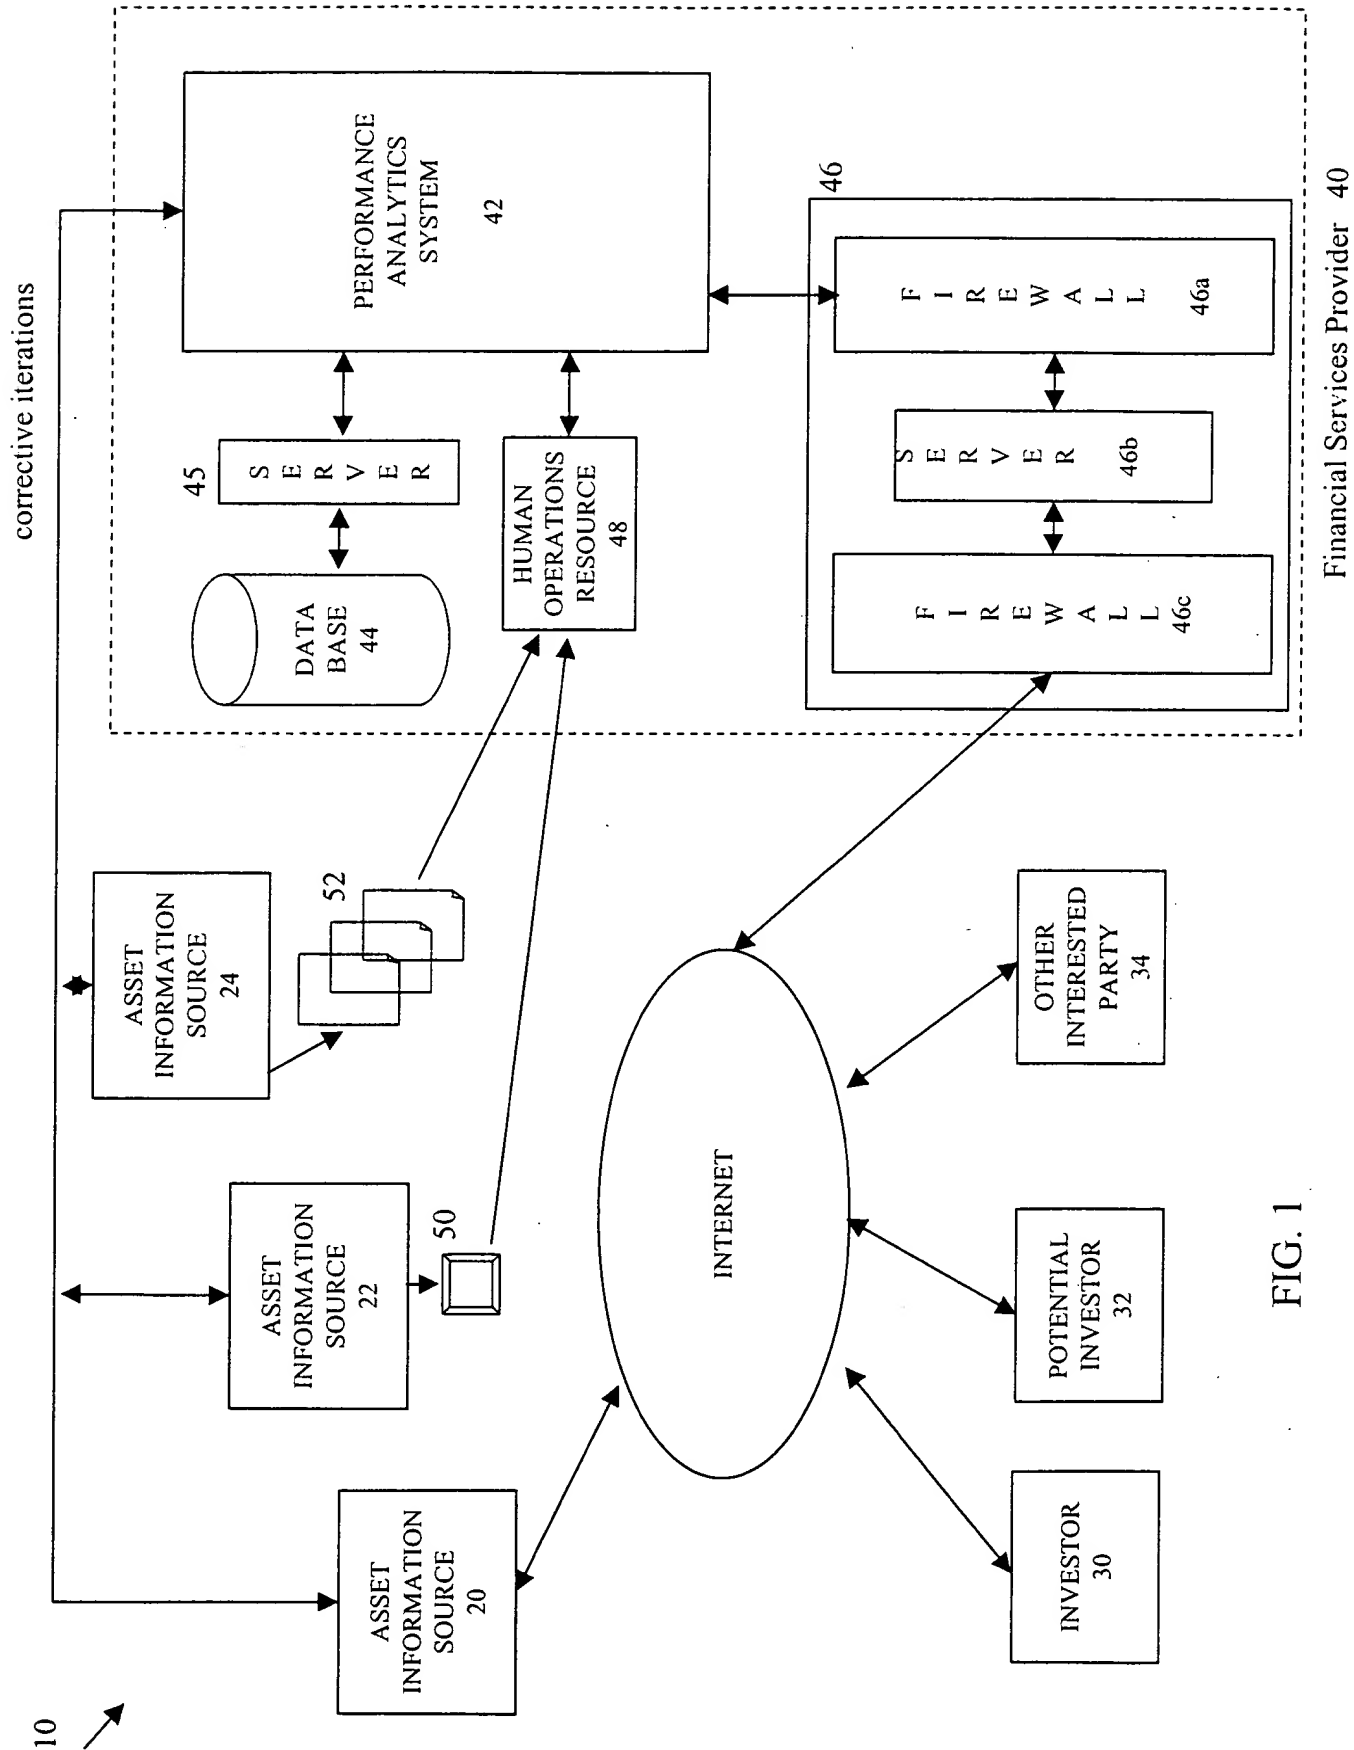 10
corrective iterations
ASSET
INFORMATION
SOURCE
20
ASSET
INFORMATION
SOURCE
22
50
ASSET
INFORMATION
SOURCE
24
52
PERFORMANCE
ANALYTICS
SYSTEM
42
45
SERVER
DATA
BASE
44
HUMAN
OPERATIONS
RESOURCE
48
46
FIREWALL
46a
SERVER
46b
FIREWALL
46c
INTERNET
INVESTOR
30
POTENTIAL
INVESTOR
32
OTHER
INTERESTED
PARTY
34
Financial Services Provider 40
FIG. 1